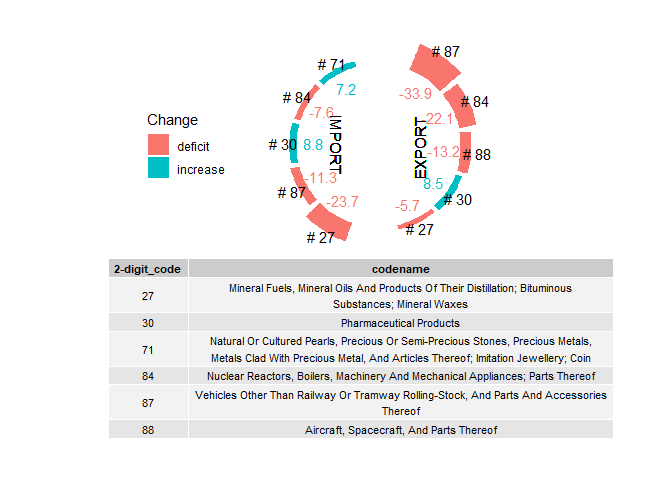 # 87
# 71
7.2
-33.9
# 84
-7.6
-22.1
# 84
Change
deficit
increase
# 30
8.8
IMPORT
EXPORT
-13.2
# 88
-11.3
8.5
# 87
-23.7
-5.7
# 30
# 27
# 27
2-digit_code
codename
27
Mineral Fuels, Mineral Oils And Products Of Their Distillation; Bituminous
Substances; Mineral Waxes
30
Pharmaceutical Products
71
Natural Or Cultured Pearls, Precious Or Semi-Precious Stones, Precious Metals,
Metals Clad With Precious Metal, And Articles Thereof; Imitation Jewellery; Coin
84
Nuclear Reactors, Boilers, Machinery And Mechanical Appliances; Parts Thereof
87
Vehicles Other Than Railway Or Tramway Rolling-Stock, And Parts And Accessories
Thereof
88
Aircraft, Spacecraft, And Parts Thereof